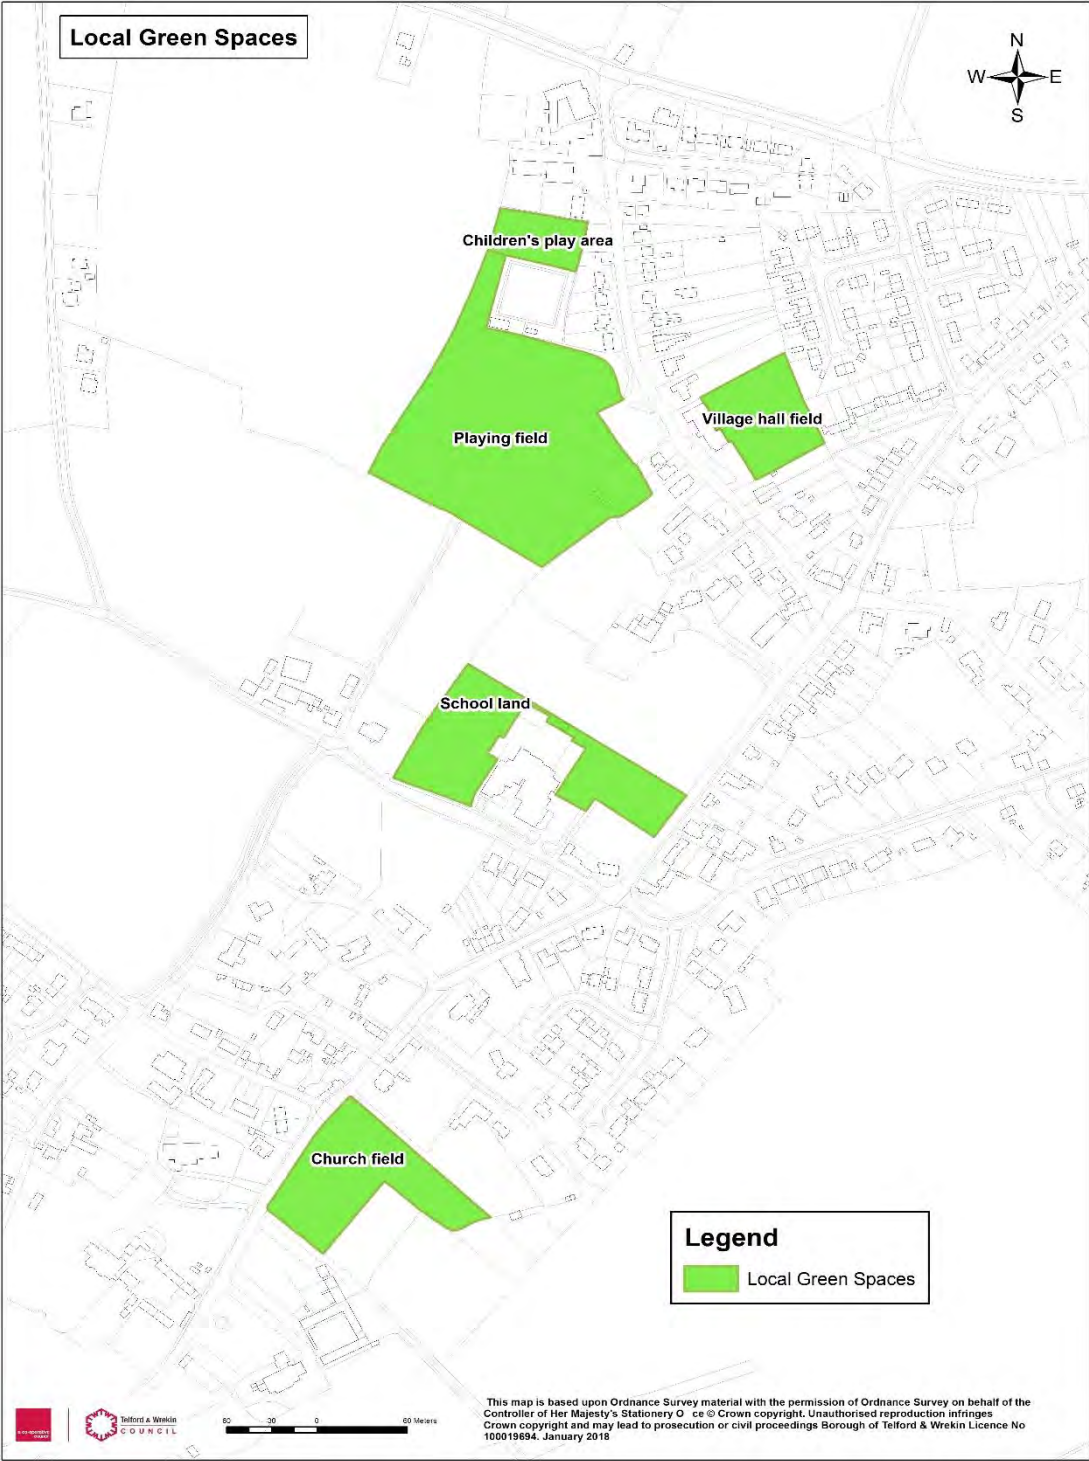 Local Green Spaces
N
W E
S
Children's play area
Village hall field
Playing field
School land
Church field
Legend
Local Green Spaces
a co-operative council
Telford & Wrekin
COUNCIL
60 30 0 60 Meters
This map is based upon Ordnance Survey material with the permission of Ordnance Survey on behalf of the
Controller of Her Majesty's Stationery O ce © Crown copyright. Unauthorised reproduction infringes
Crown copyright and may lead to prosecution or civil proceedings Borough of Telford & Wrekin Licence No
100019694. January 2018